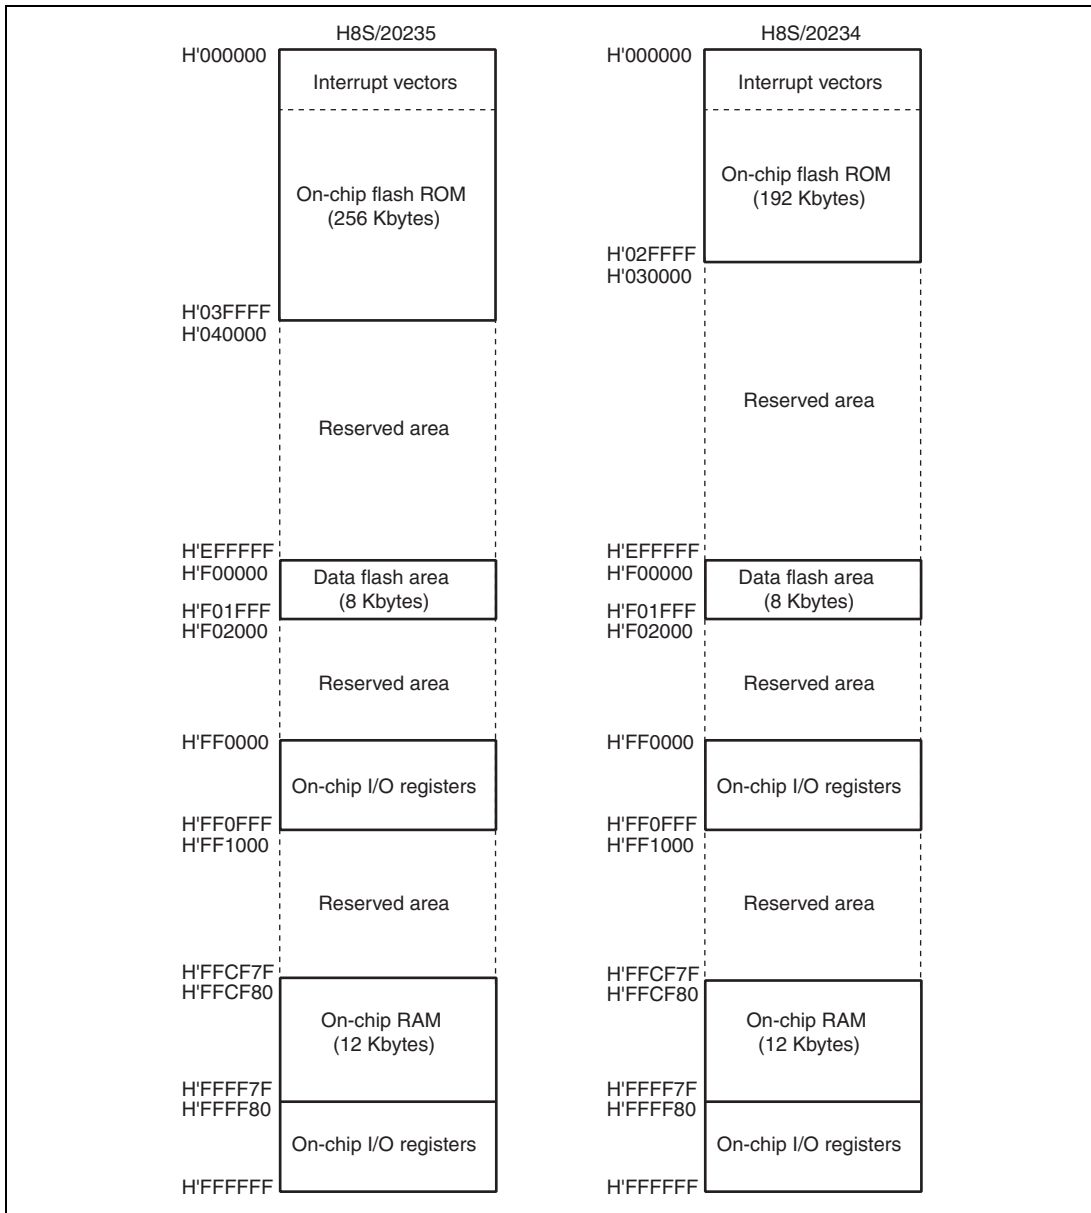 H8S/20235
H'000000
Interrupt vectors
On-chip flash ROM
(256 Kbytes)
H'03FFFF
H'040000
Reserved area
H'EFFFFF
H'F00000
Data flash area
(8 Kbytes)
H'F01FFF
H'F02000
Reserved area
H'FF0000
On-chip I/O registers
H'FF0FFF
H'FF1000
Reserved area
H'FFCF7F
H'FFCF80
On-chip RAM
(12 Kbytes)
H'FFFF7F
H'FFFF80
On-chip I/O registers
H'FFFFFF
H8S/20234
H'000000
Interrupt vectors
On-chip flash ROM
(192 Kbytes)
H'02FFFF
H'030000
Reserved area
H'EFFFFF
H'F00000
Data flash area
(8 Kbytes)
H'F01FFF
H'F02000
Reserved area
H'FF0000
On-chip I/O registers
H'FF0FFF
H'FF1000
Reserved area
H'FFCF7F
H'FFCF80
On-chip RAM
(12 Kbytes)
H'FFFF7F
H'FFFF80
On-chip I/O registers
H'FFFFFF